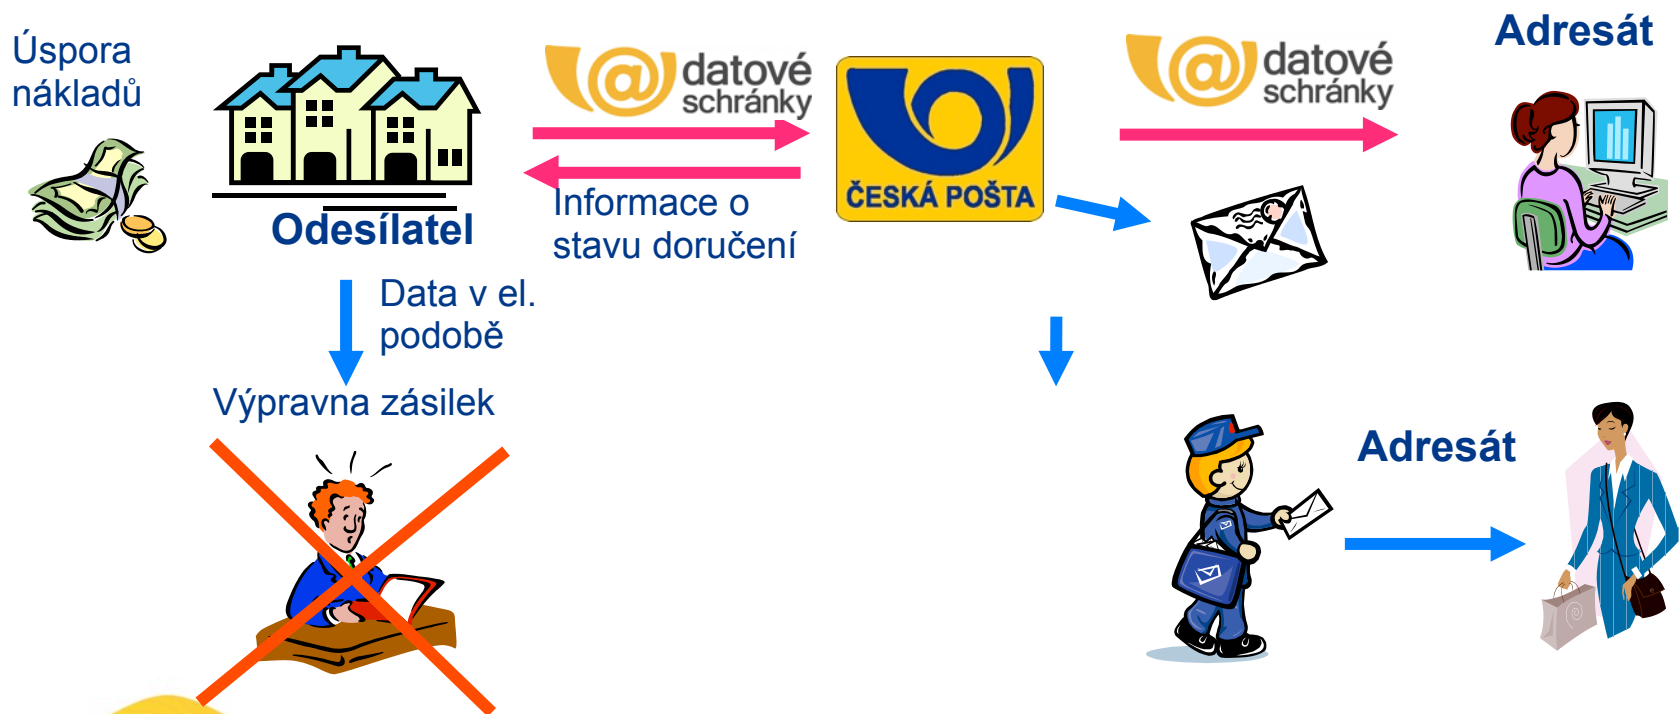 Úspora
nákladů
Odesílatel
datové
schránky
Informace o
stavu doručení
ČESKÁ POŠTA
datové
schránky
Adresát
Data v el.
podobě
Výpravna zásilek
Adresát